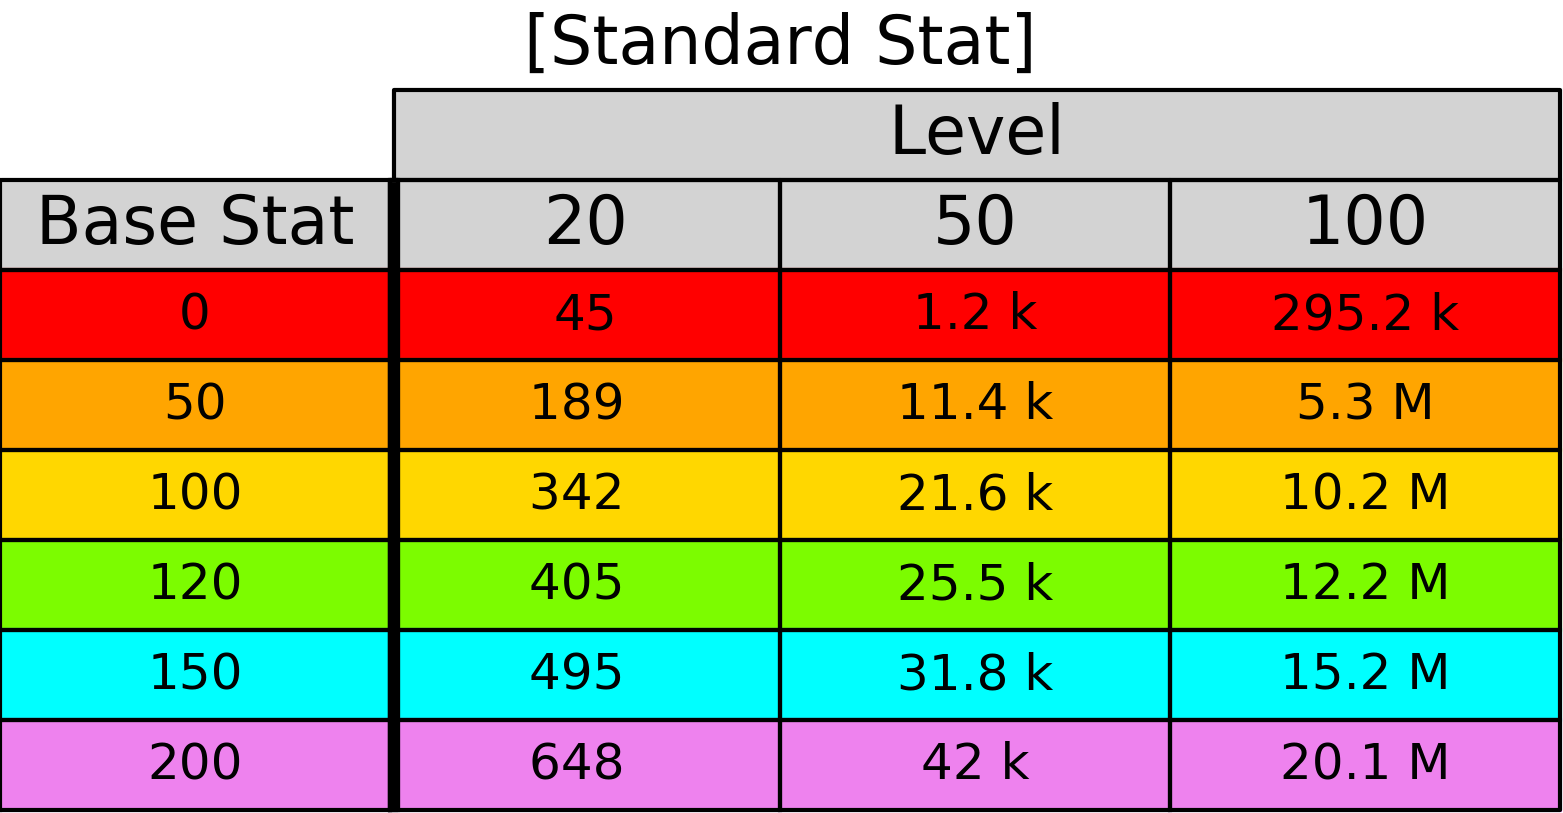 [Standard Stat]
Level
Base Stat 20 50 100
0 45 1.2 k 295.2 k
50 189 11.4 k 5.3 M
100 342 21.6 k 10.2 M
120 405 25.5 k 12.2 M
150 495 31.8 k 15.2 M
200 648 42 k 20.1 M